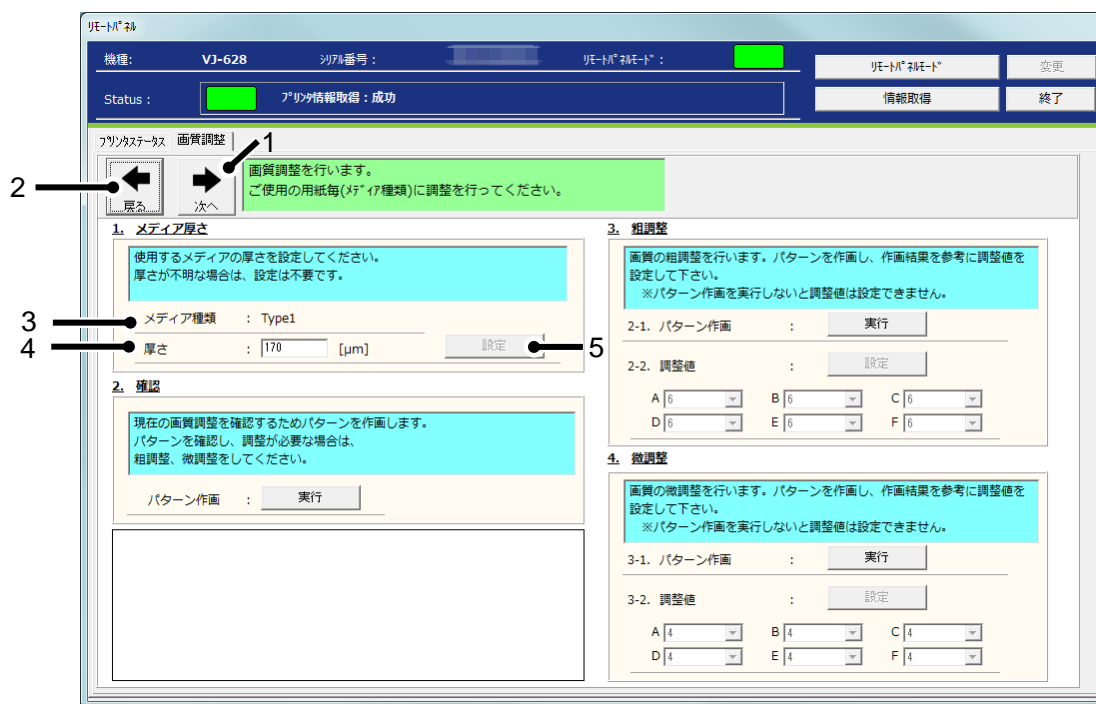 ﾘﾓｰﾄﾊﾟﾈﾙ
機種: VJ-628 ｼﾘｱﾙ番号： ﾘﾓｰﾄﾊﾟﾈﾙﾓｰﾄﾞ：
ﾘﾓｰﾄﾊﾟﾈﾙﾓｰﾄﾞ 変更
Status： ﾌﾟﾘﾝﾀ情報取得：成功
情報取得 終了
ﾌﾟﾘﾝﾀｽﾃｰﾀｽ 画質調整 1
2
戻る 次へ
画質調整を行います。
ご使用の用紙毎(ﾒﾃﾞｨｱ種類)に調整を行ってください。
1. メディア厚さ
使用するメディアの厚さを設定してください。
厚さが不明な場合は、設定は不要です。
3 メディア種類 : Type1
4 厚さ : 170 [μm] 設定 5
2. 確認
現在の画質調整を確認するためパターンを作画します。
パターンを確認し、調整が必要な場合は、
粗調整、微調整をしてください。
パターン作画 : 実行
3. 粗調整
画質の粗調整を行います。パターンを作画し、作画結果を参考に調整値を
設定して下さい。
※パターン作画を実行しないと調整値は設定できません。
2-1. パターン作画 : 実行
2-2. 調整値 : 設定
A 6 B 6 C 6
D 6 E 6 F 6
4. 微調整
画質の微調整を行います。パターンを作画し、作画結果を参考に調整値を
設定して下さい。
※パターン作画を実行しないと調整値は設定できません。
3-1. パターン作画 : 実行
3-2. 調整値 : 設定
A 4 B 4 C 4
D 4 E 4 F 4